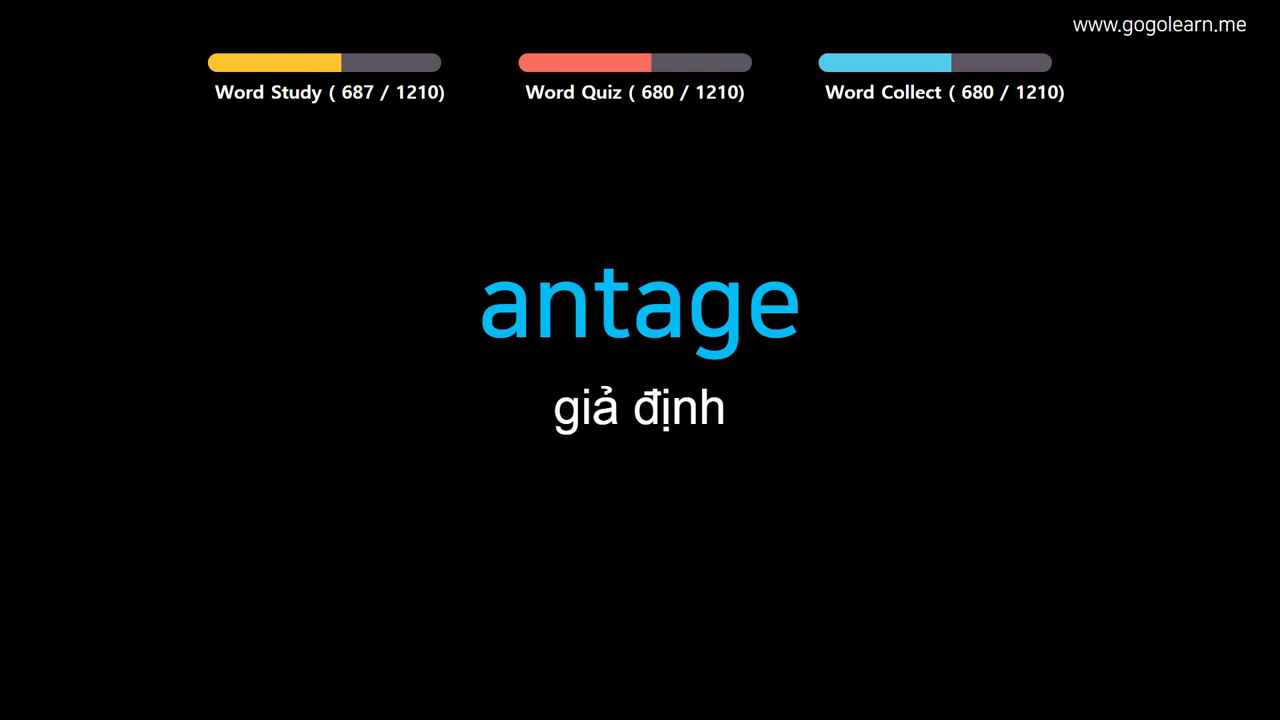 www.gogolearn.me
Word Study ( 687 / 1210)
Word Quiz ( 680 / 1210)
Word Collect ( 680 / 1210)
antage
giả định